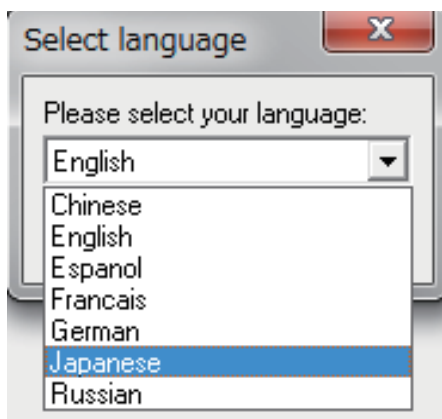 Select language
Please select your language:
English
Chinese
English
Espanol
Francais
German
Japanese
Russian